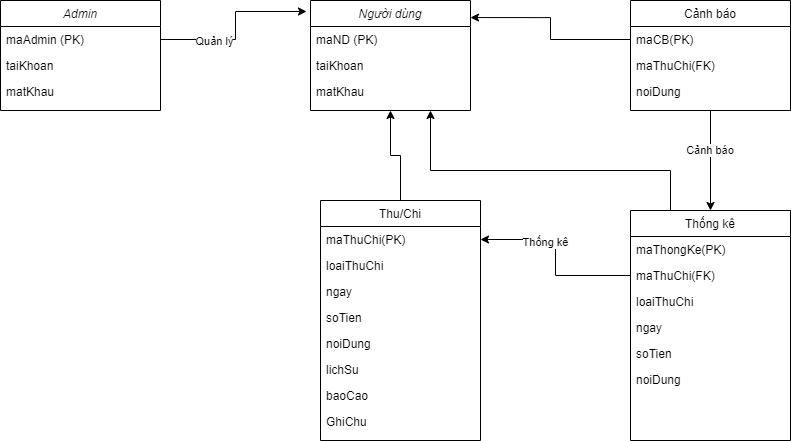 Admin
maAdmin (PK)
taiKhoan
matKhau
Quản lý
Người dùng
maND (PK)
taiKhoan
matKhau
Cảnh báo
maCB(PK)
maThuChi(FK)
noiDung
Cảnh báo
Thu/Chi
maThuChi(PK)
loaiThuChi
ngay
soTien
noiDung
lichSu
baoCao
GhiChu
Thống kê
Thống kê
maThongKe(PK)
maThuChi(FK)
loaiThuChi
ngay
soTien
noiDung